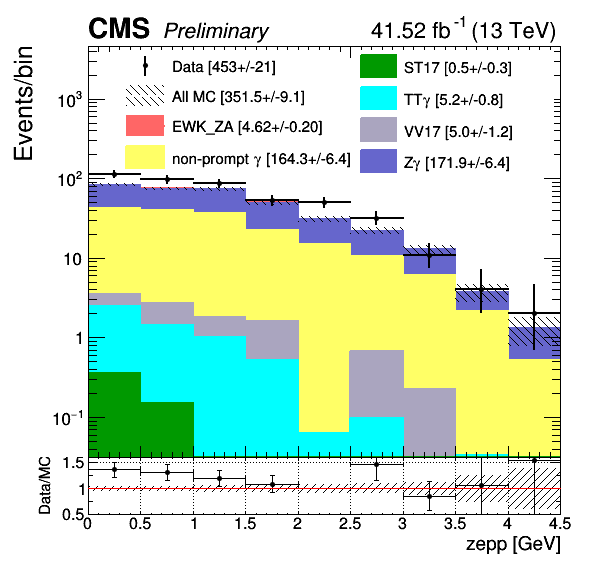 CMS Preliminary 41.52 fb⁻¹ (13 TeV)
Events/bin
Data [453+/-21]
All MC [351.5+/-9.1]
EWK_ZA [4.62+/-0.20]
non-prompt γ [164.3+/-6.4]
ST17 [0.5+/-0.3]
TTγ [5.2+/-0.8]
VV17 [5.0+/-1.2]
Zγ [171.9+/-6.4]
10³
10²
10
1
10⁻¹
Data/MC
1.5
1
0.5
0 0.5 1 1.5 2 2.5 3 3.5 4 4.5
zepp [GeV]